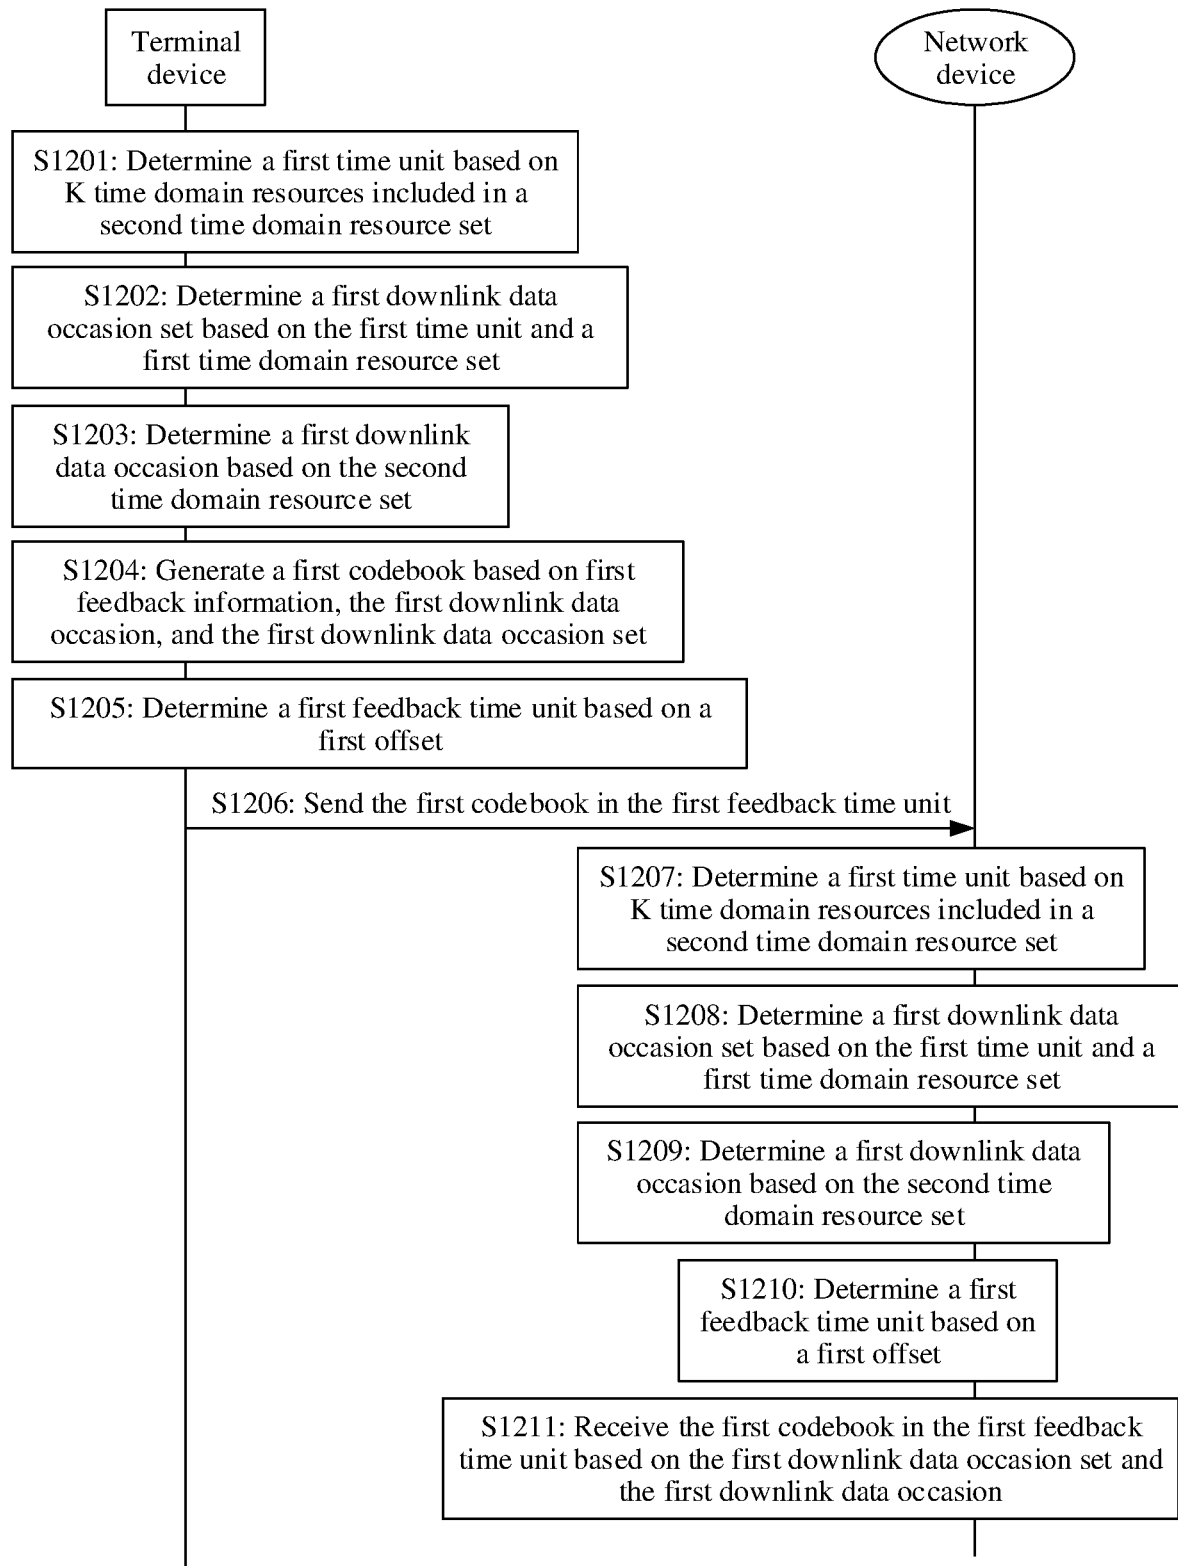 Terminal
device
Network
device
S1201: Determine a first time unit based on
K time domain resources included in a
second time domain resource set
S1202: Determine a first downlink data
occasion set based on the first time unit and a
first time domain resource set
S1203: Determine a first downlink
data occasion based on the second
time domain resource set
S1204: Generate a first codebook based on first
feedback information, the first downlink data
occasion, and the first downlink data occasion set
S1205: Determine a first feedback time unit based on a
first offset
S1206: Send the first codebook in the first feedback time unit
S1207: Determine a first time unit based on
K time domain resources included in a
second time domain resource set
S1208: Determine a first downlink data
occasion set based on the first time unit and a
first time domain resource set
S1209: Determine a first downlink data
occasion based on the second time
domain resource set
S1210: Determine a first
feedback time unit based on
a first offset
S1211: Receive the first codebook in the first feedback
time unit based on the first downlink data occasion set and
the first downlink data occasion